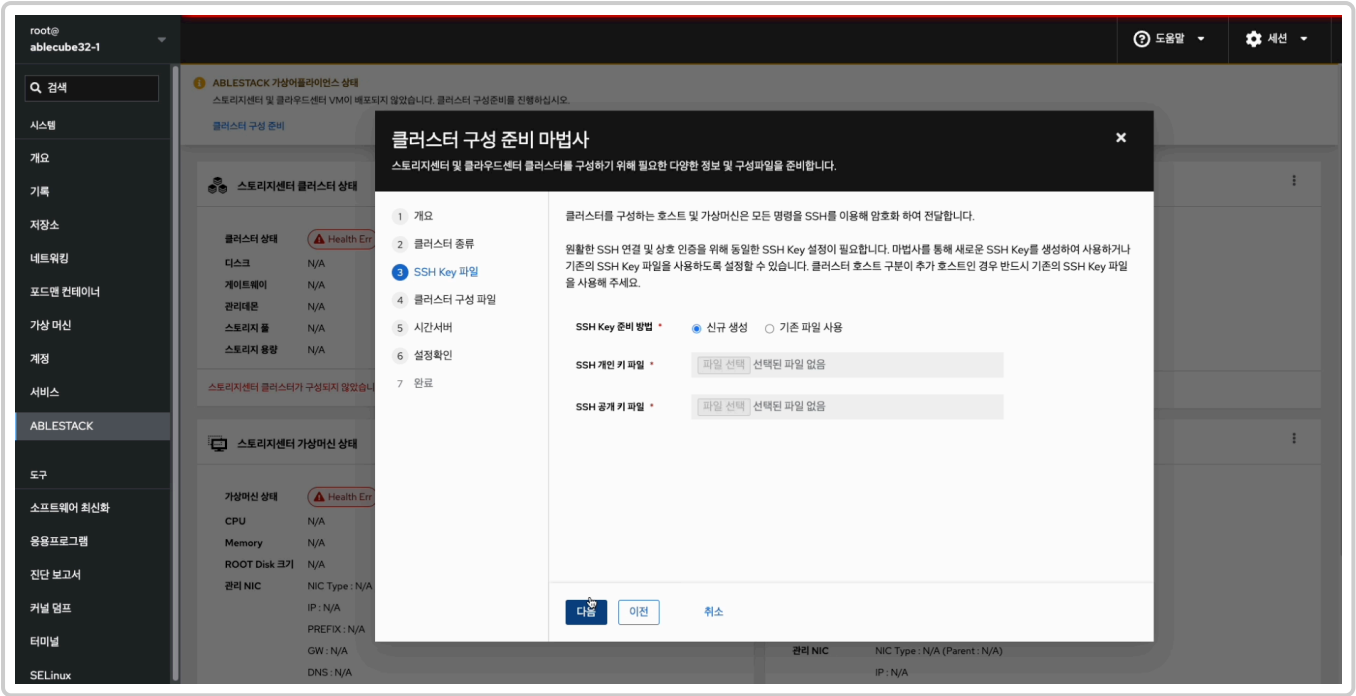 root@
ablecube32-1
도움말
세션
검색
시스템
개요
기록
저장소
네트워킹
포드맨 컨테이너
가상 머신
계정
서비스
ABLESTACK
도구
소프트웨어 최신화
응용프로그램
진단 보고서
커널 덤프
터미널
SELinux
ABLESTACK 가상어플라이언스 상태
스토리지센터 및 클라우드센터 VM이 배포되지 않았습니다. 클러스터 구성준비를 진행하십시오.
클러스터 구성 준비
스토리지센터 클러스터 상태
클러스터 상태 Health Err
디스크 N/A
게이트웨이 N/A
관리데몬 N/A
스토리지 풀 N/A
스토리지 용량 N/A
스토리지센터 클러스터가 구성되지 않았습니
스토리지센터 가상머신 상태
가상머신 상태 Health Err
CPU N/A
Memory N/A
ROOT Disk 크기 N/A
관리 NIC NIC Type : N/A
IP : N/A
PREFIX : N/A
GW : N/A
DNS : N/A
관리 NIC NIC Type : N/A (Parent : N/A)
IP : N/A
클러스터 구성 준비 마법사
스토리지센터 및 클라우드센터 클러스터를 구성하기 위해 필요한 다양한 정보 및 구성파일을 준비합니다.
1 개요
2 클러스터 종류
3 SSH Key 파일
4 클러스터 구성 파일
5 시간서버
6 설정확인
7 완료
클러스터를 구성하는 호스트 및 가상머신은 모든 명령을 SSH를 이용해 암호화 하여 전달합니다.
원활한 SSH 연결 및 상호 인증을 위해 동일한 SSH Key 설정이 필요합니다. 마법사를 통해 새로운 SSH Key를 생성하여 사용하거나
기존의 SSH Key 파일을 사용하도록 설정할 수 있습니다. 클러스터 호스트 구분이 추가 호스트인 경우 반드시 기존의 SSH Key 파일
을 사용해 주세요.
SSH Key 준비 방법 * 신규 생성 기존 파일 사용
SSH 개인 키 파일 * 파일 선택 선택된 파일 없음
SSH 공개 키 파일 * 파일 선택 선택된 파일 없음
다음 이전 취소